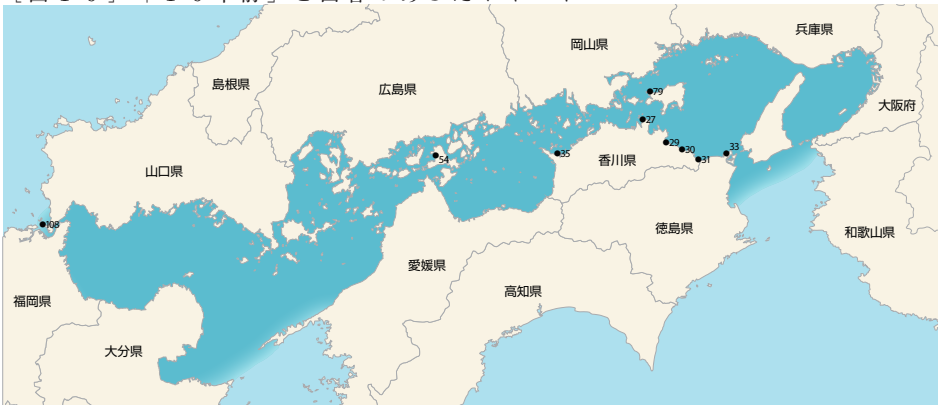 兵庫県
岡山県
島根県
広島県
79
大阪府
27
29
30
33
31
54
35
香川県
山口県
108
徳島県
和歌山県
愛媛県
高知県
福岡県
大分県